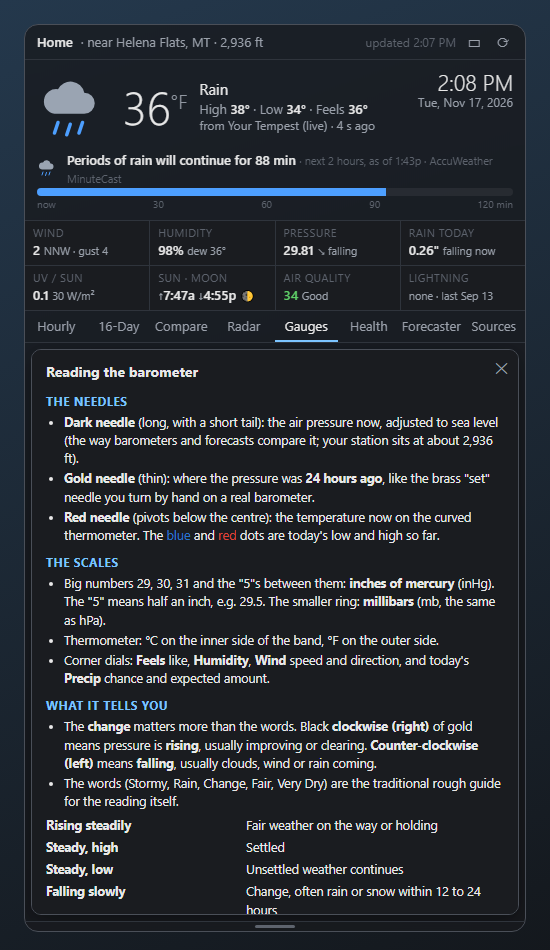 Home · near Helena Flats, MT · 2,936 ft updated 2:07 PM
36°F
Rain
High 38° · Low 34° · Feels 36°
from Your Tempest (live) · 4 s ago
2:08 PM
Tue, Nov 17, 2026
Periods of rain will continue for 88 min · next 2 hours, as of 1:43p · AccuWeather
MinuteCast
now 30 60 90 120 min
WIND HUMIDITY PRESSURE RAIN TODAY
2 NNW · gust 4 98% dew 36° 29.81 ↘ falling 0.26" falling now
UV / SUN SUN · MOON AIR QUALITY LIGHTNING
0.1 30 W/m² ↑7:47a ↓4:55p 34 Good none · last Sep 13
Hourly 16-Day Compare Radar Gauges Health Forecaster Sources
Reading the barometer
THE NEEDLES
• Dark needle (long, with a short tail): the air pressure now, adjusted to sea level
(the way barometers and forecasts compare it; your station sits at about 2,936
ft).
• Gold needle (thin): where the pressure was 24 hours ago, like the brass "set"
needle you turn by hand on a real barometer.
• Red needle (pivots below the centre): the temperature now on the curved
thermometer. The blue and red dots are today's low and high so far.
THE SCALES
• Big numbers 29, 30, 31 and the "5"s between them: inches of mercury (inHg).
The "5" means half an inch, e.g. 29.5. The smaller ring: millibars (mb, the same
as hPa).
• Thermometer: °C on the inner side of the band, °F on the outer side.
• Corner dials: Feels like, Humidity, Wind speed and direction, and today's
Precip chance and expected amount.
WHAT IT TELLS YOU
• The change matters more than the words. Black clockwise (right) of gold
means pressure is rising, usually improving or clearing. Counter-clockwise
(left) means falling, usually clouds, wind or rain coming.
• The words (Stormy, Rain, Change, Fair, Very Dry) are the traditional rough guide
for the reading itself.
Rising steadily Fair weather on the way or holding
Steady, high Settled
Steady, low Unsettled weather continues
Falling slowly Change, often rain or snow within 12 to 24
hours